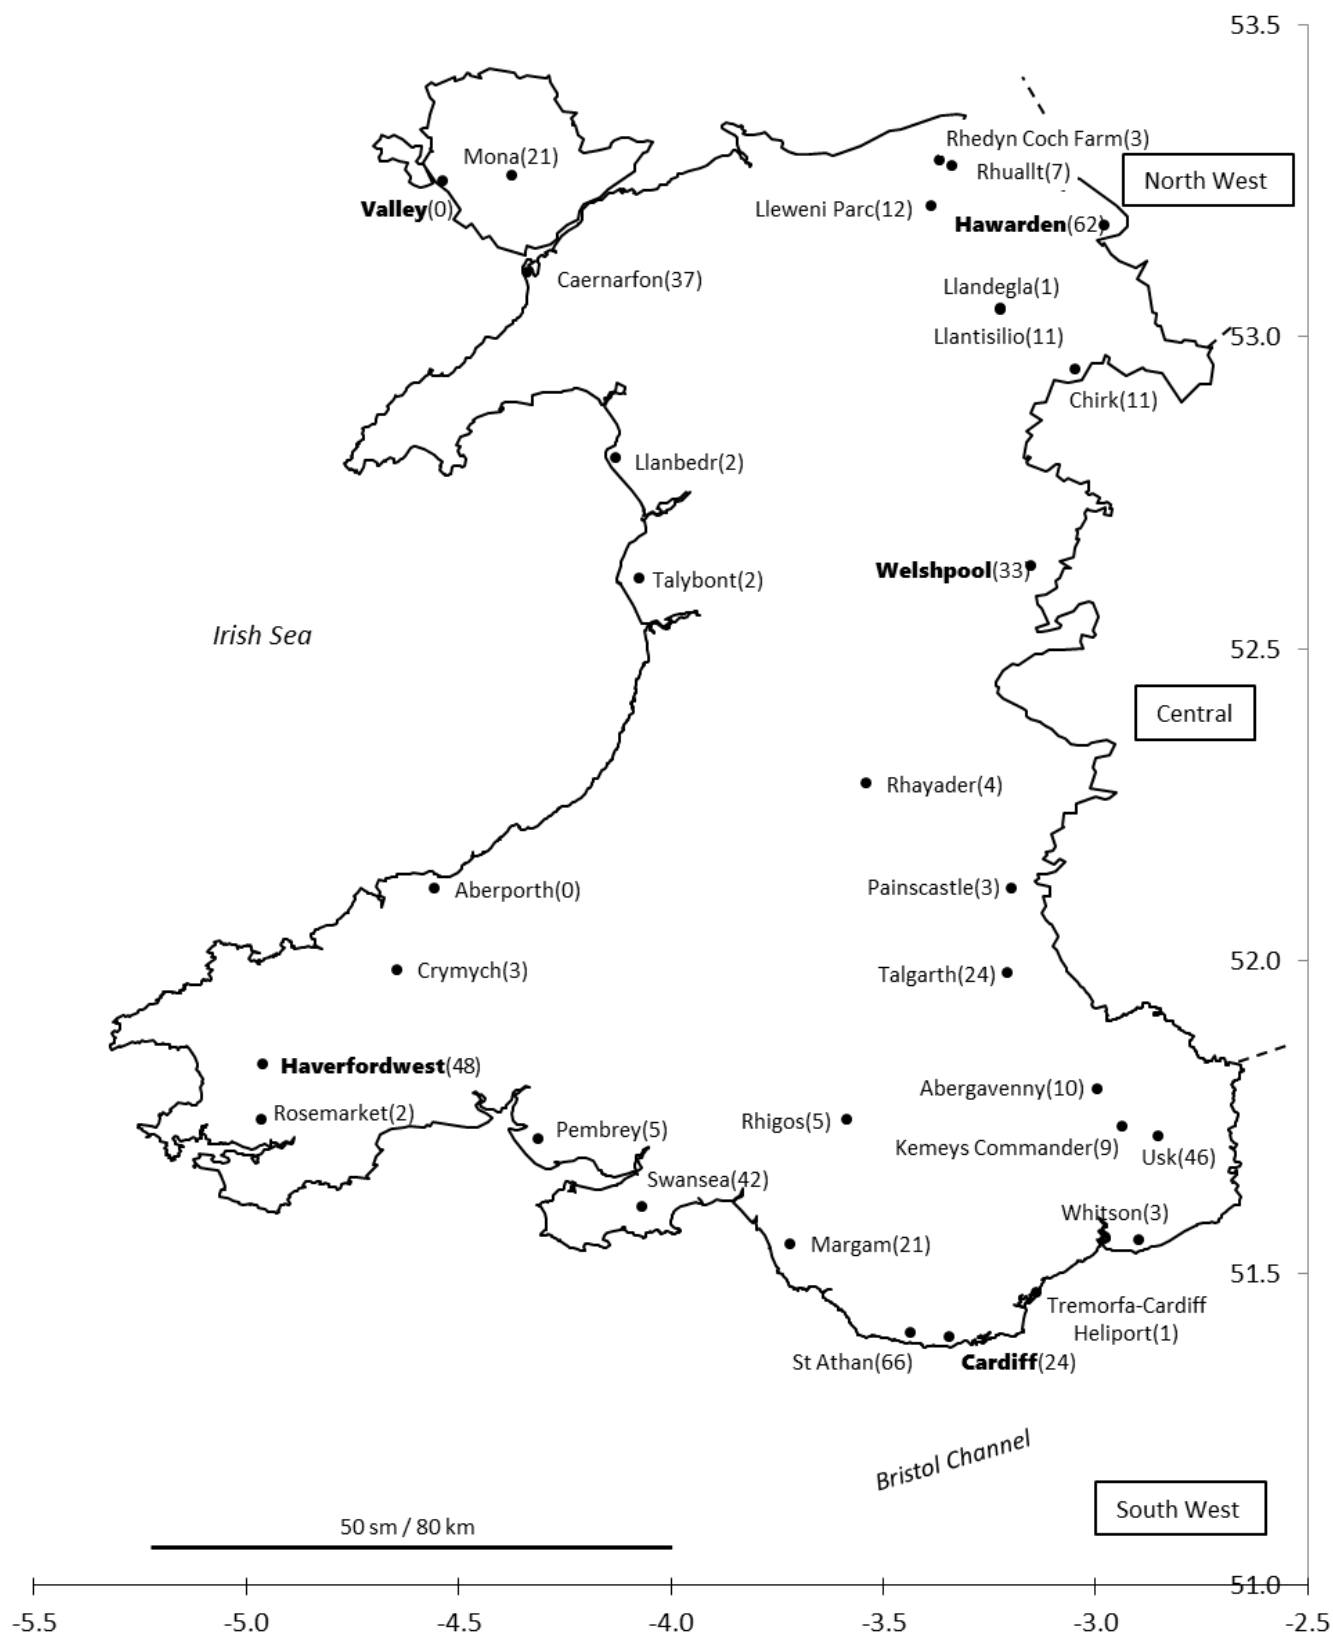 53.5
Rhedyn Coch Farm(3)
Mona(21)
Rhuallt(7)
North West
Valley(0)
Lleweni Parc(12)
Hawarden(62)
Caernarfon(37)
Llandegla(1)
Llantisilio(11)
53.0
Chirk(11)
Llanbedr(2)
Welshpool(33)
Talybont(2)
Irish Sea
52.5
Central
Rhayader(4)
Painscastle(3)
Aberporth(0)
52.0
Crymych(3)
Talgarth(24)
Haverfordwest(48)
Abergavenny(10)
Rosemarket(2)
Rhigos(5)
Pembrey(5)
Kemeys Commander(9)
Usk(46)
Swansea(42)
Whitson(3)
Margam(21)
51.5
Tremorfa-Cardiff
Heliport(1)
St Athan(66)
Cardiff(24)
Bristol Channel
South West
50 sm / 80 km
51.0
-5.5 -5.0 -4.5 -4.0 -3.5 -3.0 -2.5